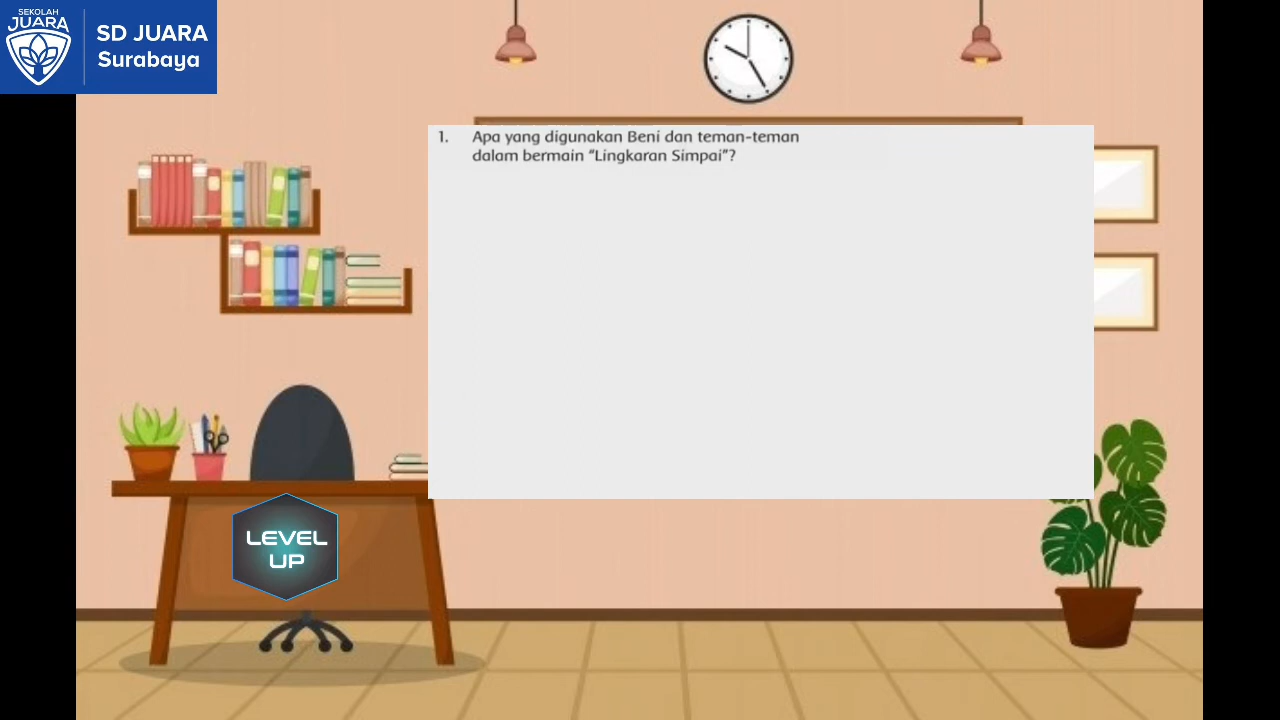 SEKOLAH
JUARA
SD JUARA
Surabaya
1. Apa yang digunakan Beni dan teman-teman
dalam bermain “Lingkaran Simpai”?
LEVEL
UP